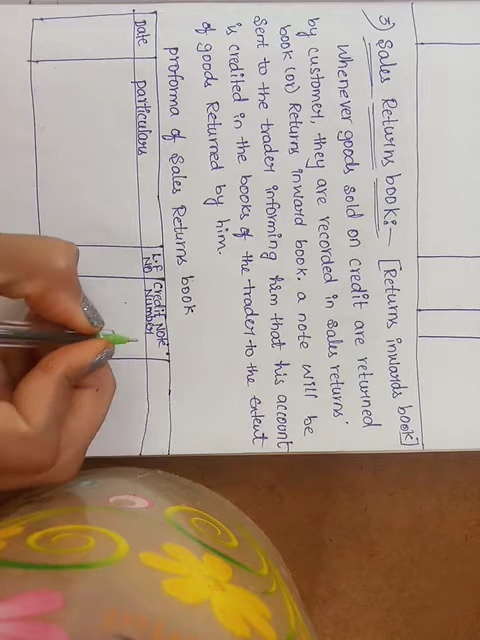 3) Sales Returns book:- [Returns inwards book]
Whenever goods sold on credit are returned
by customer, they are recorded in sales returns.
book (or) Returns inward book. a note will be
sent to the trader informing him that his account
is credited in the books of the trader to the extent
of goods Returned by him.
proforma of Sales Returns book
Date particulars L.F No Credit Note Number